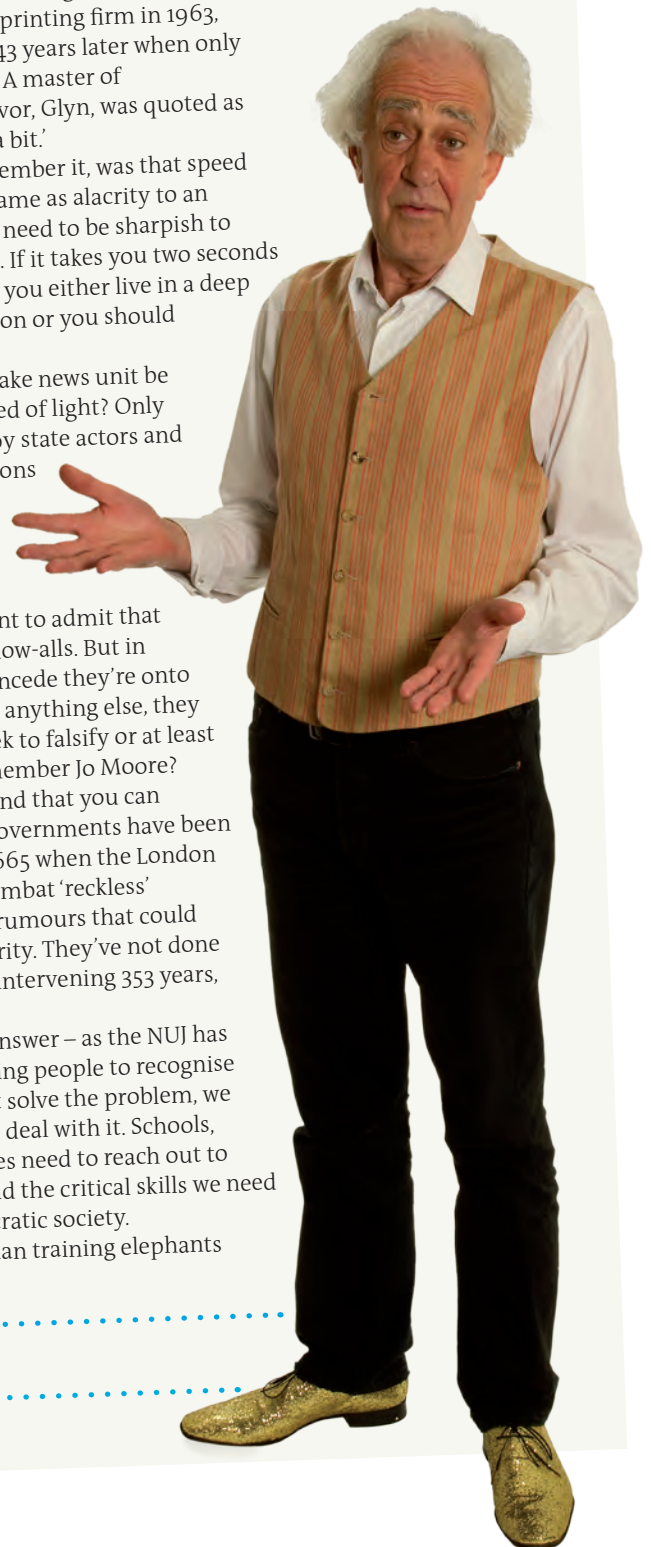 printing firm in 1963,
43 years later when only
A master of
vor, Glyn, was quoted as
a bit.’
ember it, was that speed
ame as alacrity to an
need to be sharpish to
. If it takes you two seconds
you either live in a deep
on or you should
ake news unit be
ed of light? Only
by state actors and
ons
nt to admit that
ow-alls. But in
ncede they’re onto
anything else, they
ek to falsify or at least
member Jo Moore?
nd that you can
overnments have been
665 when the London
mbat ‘reckless’
rumours that could
rity. They’ve not done
intervening 353 years,
nswer – as the NUJ has
ng people to recognise
t solve the problem, we
deal with it. Schools,
es need to reach out to
d the critical skills we need
cratic society.
an training elephants